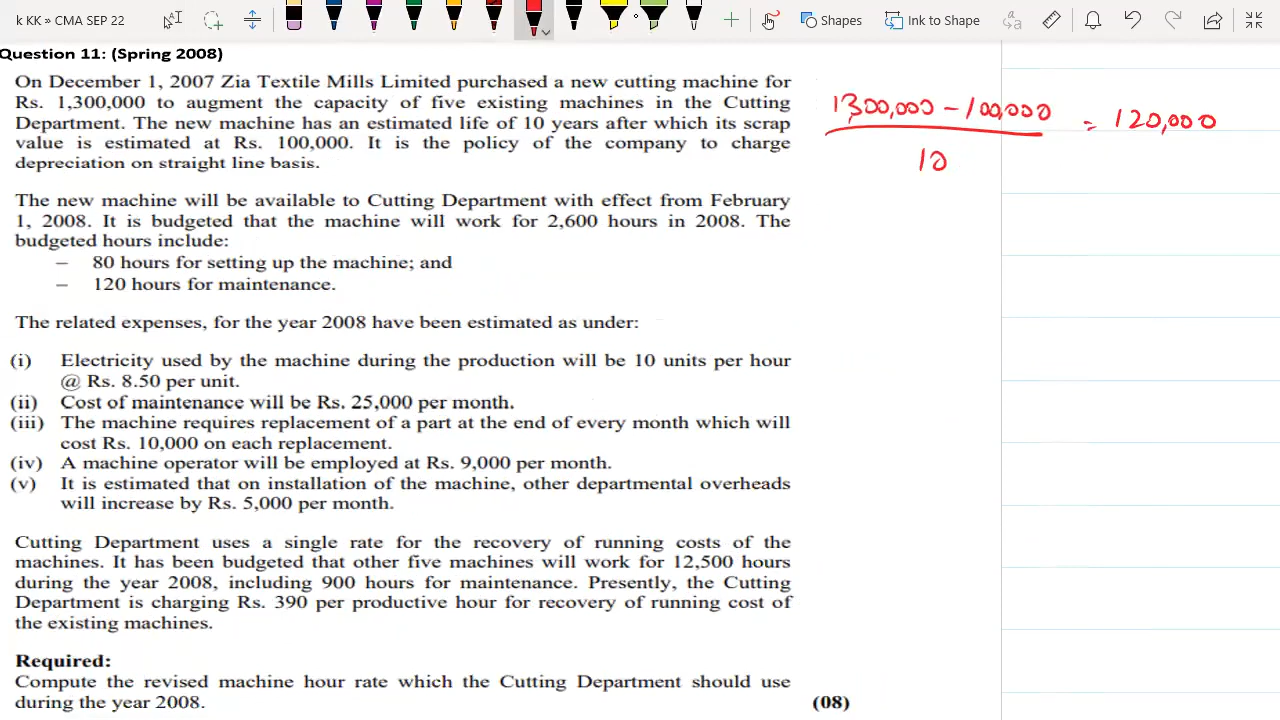 k KK » CMA SEP 22
Shapes
Ink to Shape
Question 11: (Spring 2008)
On December 1, 2007 Zia Textile Mills Limited purchased a new cutting machine for
Rs. 1,300,000 to augment the capacity of five existing machines in the Cutting
Department. The new machine has an estimated life of 10 years after which its scrap
value is estimated at Rs. 100,000. It is the policy of the company to charge
depreciation on straight line basis.
1,300,000 - 100,000
= 120,000
10
The new machine will be available to Cutting Department with effect from February
1, 2008. It is budgeted that the machine will work for 2,600 hours in 2008. The
budgeted hours include:
– 80 hours for setting up the machine; and
– 120 hours for maintenance.
The related expenses, for the year 2008 have been estimated as under:
(i) Electricity used by the machine during the production will be 10 units per hour
@ Rs. 8.50 per unit.
(ii) Cost of maintenance will be Rs. 25,000 per month.
(iii) The machine requires replacement of a part at the end of every month which will
cost Rs. 10,000 on each replacement.
(iv) A machine operator will be employed at Rs. 9,000 per month.
(v) It is estimated that on installation of the machine, other departmental overheads
will increase by Rs. 5,000 per month.
Cutting Department uses a single rate for the recovery of running costs of the
machines. It has been budgeted that other five machines will work for 12,500 hours
during the year 2008, including 900 hours for maintenance. Presently, the Cutting
Department is charging Rs. 390 per productive hour for recovery of running cost of
the existing machines.
Required:
Compute the revised machine hour rate which the Cutting Department should use
during the year 2008.
(08)